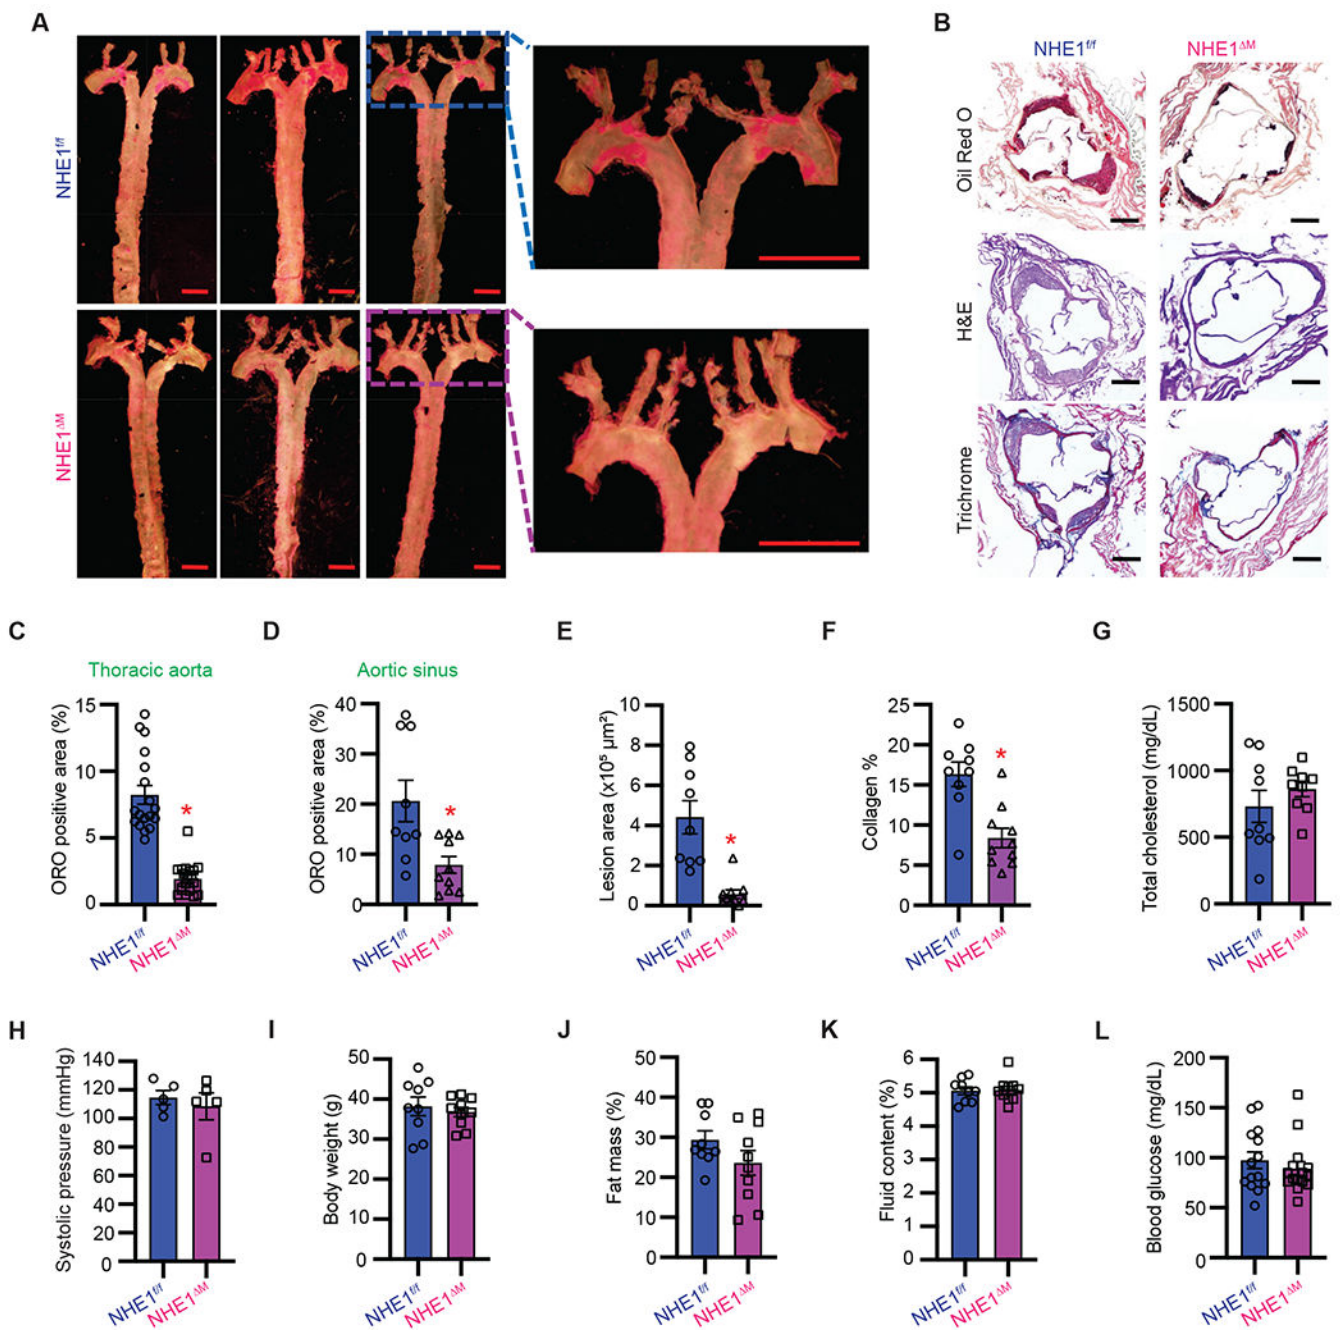 A
NHE1f/f
NHE1ΔM
B
NHE1f/f
NHE1ΔM
Oil Red O
H&E
Trichrome
C
Thoracic aorta
ORO positive area (%)
15
10
5
0
*
NHE1f/f
NHE1ΔM
D
Aortic sinus
ORO positive area (%)
40
30
20
10
0
*
NHE1f/f
NHE1ΔM
E
Lesion area (x10⁵ µm²)
10
8
6
4
2
0
*
NHE1f/f
NHE1ΔM
F
Collagen %
25
20
15
10
5
0
*
NHE1f/f
NHE1ΔM
G
Total cholesterol (mg/dL)
1500
1000
500
0
NHE1f/f
NHE1ΔM
H
Systolic pressure (mmHg)
140
120
100
80
60
40
20
0
NHE1f/f
NHE1ΔM
I
Body weight (g)
50
40
30
20
10
0
NHE1f/f
NHE1ΔM
J
Fat mass (%)
50
40
30
20
10
0
NHE1f/f
NHE1ΔM
K
Fluid content (%)
6
5
4
3
2
1
0
NHE1f/f
NHE1ΔM
L
Blood glucose (mg/dL)
200
150
100
50
0
NHE1f/f
NHE1ΔM